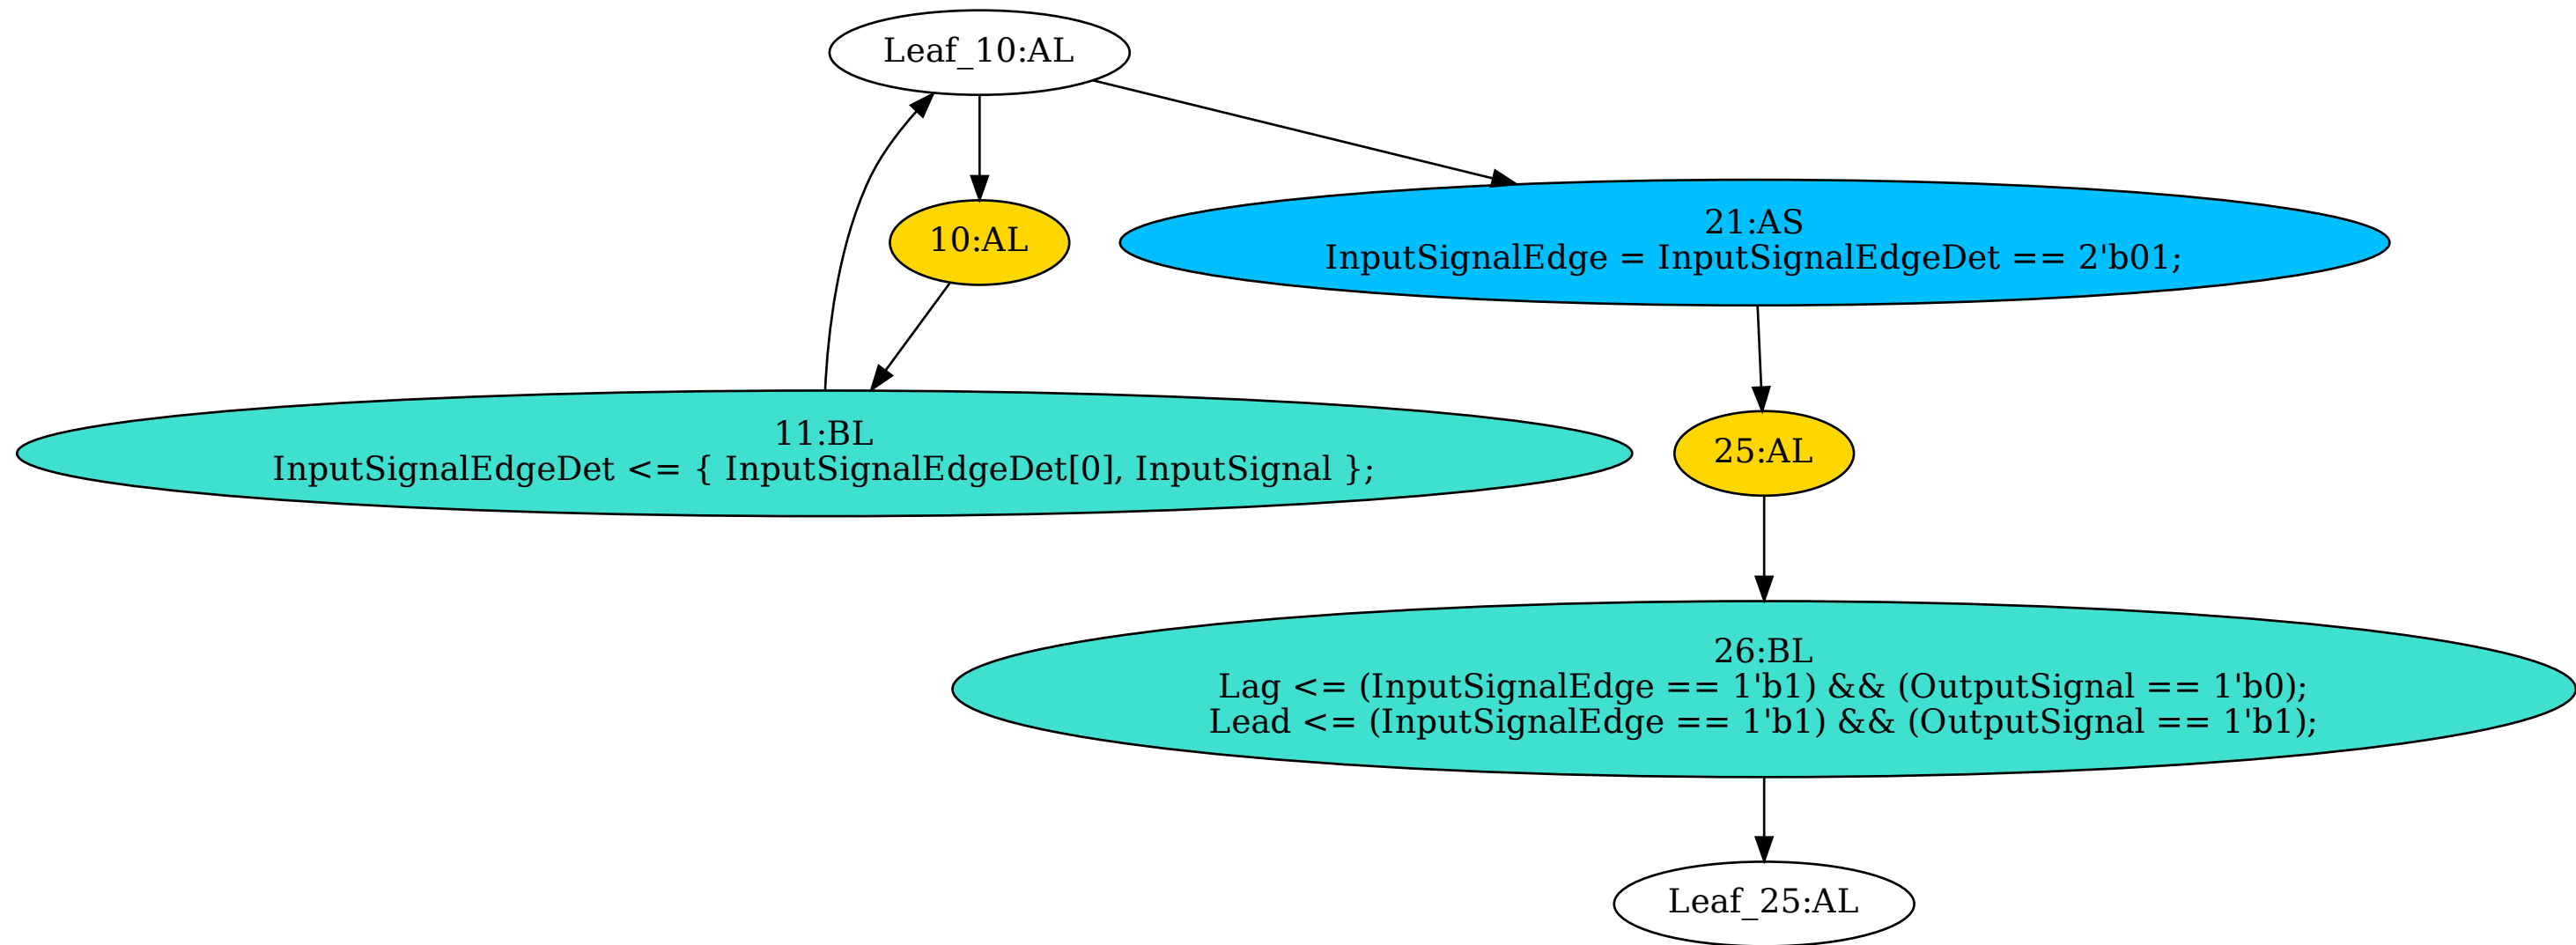 Leaf_10:AL
10:AL
21:AS
InputSignalEdge = InputSignalEdgeDet == 2'b01;
11:BL
InputSignalEdgeDet <= { InputSignalEdgeDet[0], InputSignal };
25:AL
26:BL
Lag <= (InputSignalEdge == 1'b1) && (OutputSignal == 1'b0);
Lead <= (InputSignalEdge == 1'b1) && (OutputSignal == 1'b1);
Leaf_25:AL